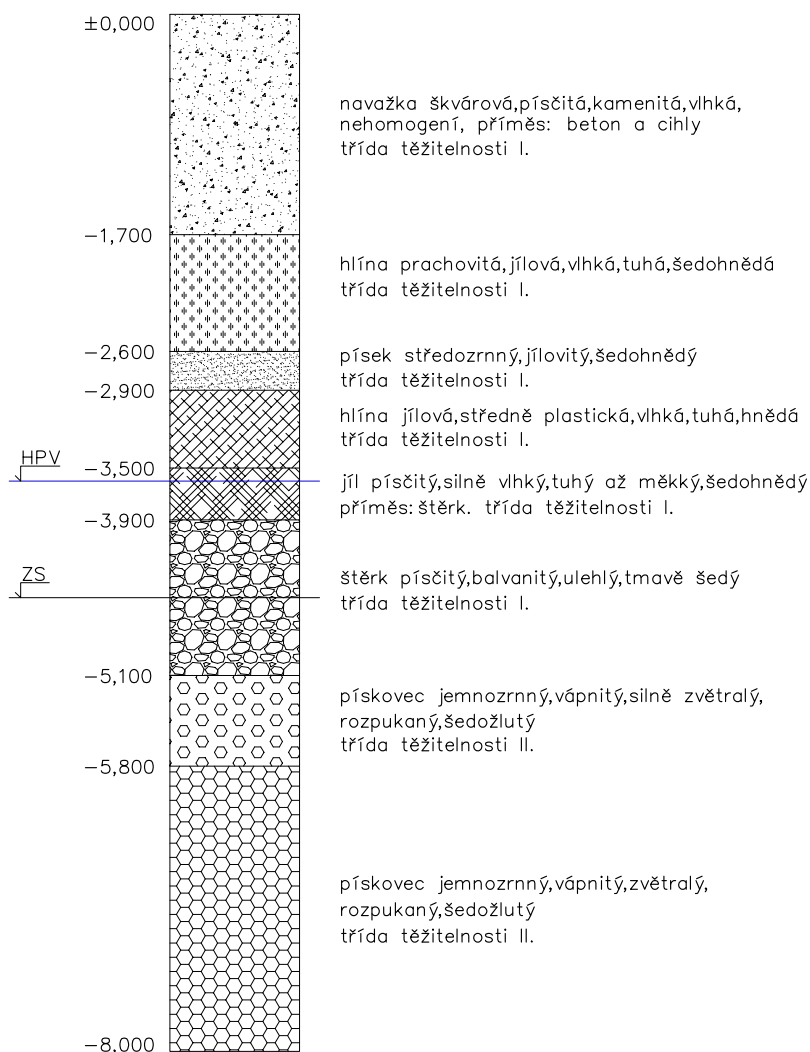 ±0,000
navažka škvárová,písčitá,kamenitá,vlhká,
nehomogení, příměs: beton a cihly
třída těžitelnosti I.
−1,700
hlína prachovitá,jílová,vlhká,tuhá,šedohnědá
třída těžitelnosti I.
−2,600
písek středozrnný,jílovitý,šedohnědý
třída těžitelnosti I.
−2,900
hlína jílová,středně plastická,vlhká,tuhá,hnědá
třída těžitelnosti I.
HPV
−3,500
jíl písčitý,silně vlhký,tuhý až měkký,šedohnědý
příměs: štěrk. třída těžitelnosti I.
−3,900
ZS
štěrk písčitý,balvanitý,ulehlý,tmavě šedý
třída těžitelnosti I.
−5,100
pískovec jemnozrnný,vápnitý,silně zvětralý,
rozpukaný,šedožlutý
třída těžitelnosti II.
−5,800
pískovec jemnozrnný,vápnitý,zvětralý,
rozpukaný,šedožlutý
třída těžitelnosti II.
−8.000